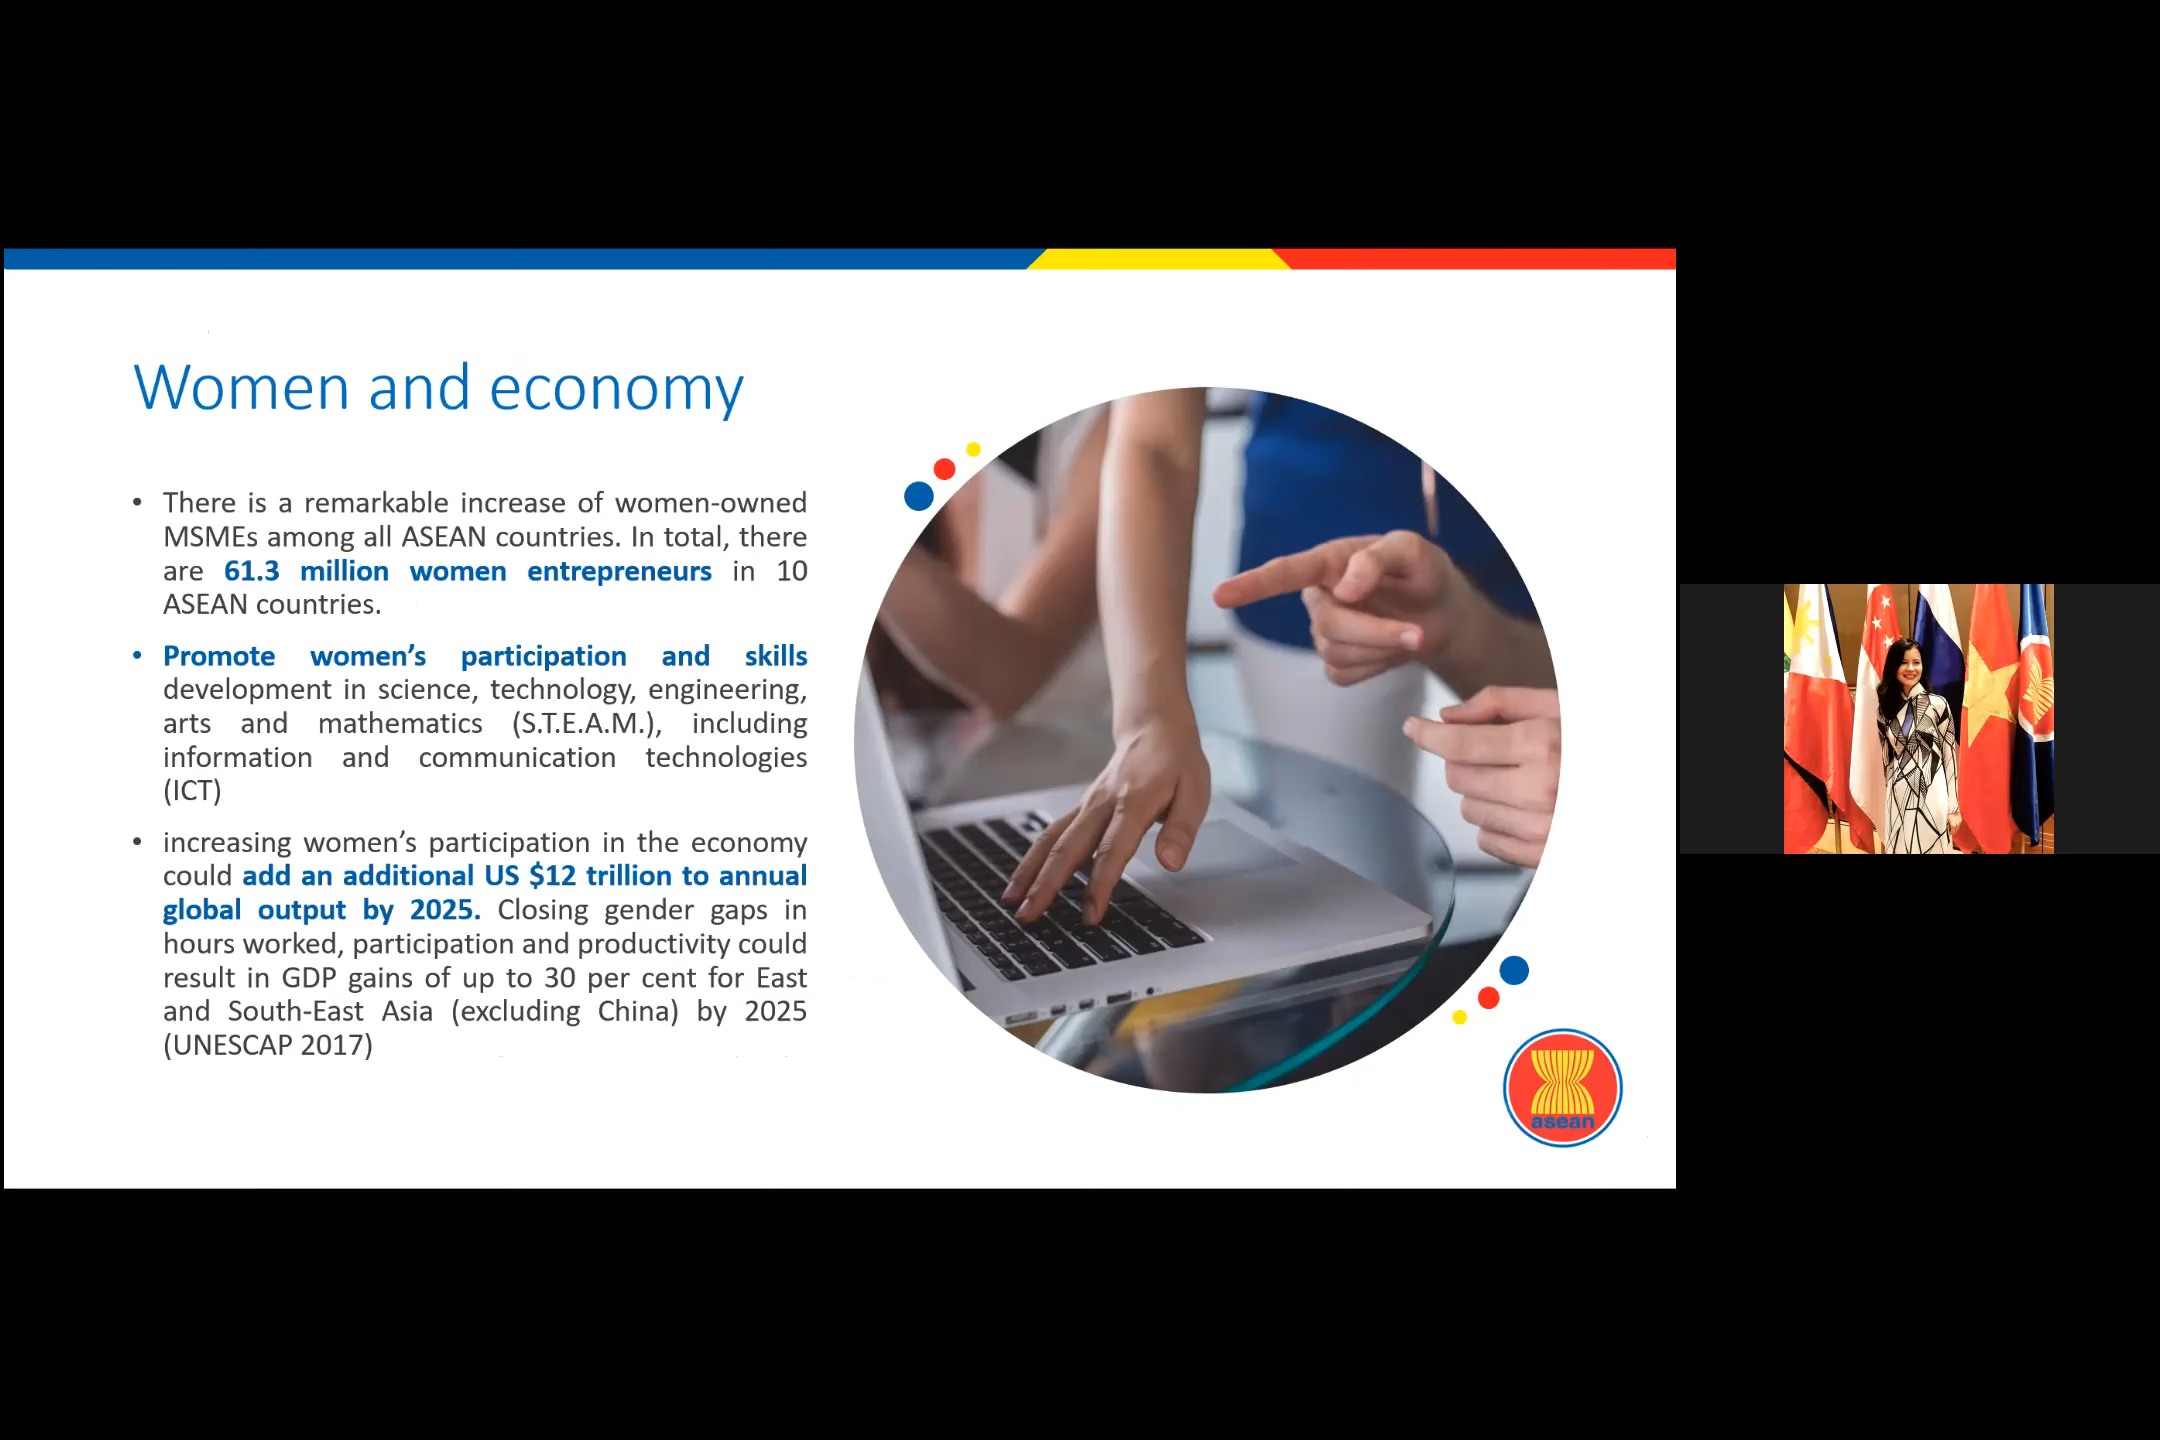 Women and economy
• There is a remarkable increase of women-owned
MSMEs among all ASEAN countries. In total, there
are 61.3 million women entrepreneurs in 10
ASEAN countries.
• Promote women’s participation and skills
development in science, technology, engineering,
arts and mathematics (S.T.E.A.M.), including
information and communication technologies
(ICT)
• increasing women’s participation in the economy
could add an additional US $12 trillion to annual
global output by 2025. Closing gender gaps in
hours worked, participation and productivity could
result in GDP gains of up to 30 per cent for East
and South-East Asia (excluding China) by 2025
(UNESCAP 2017)
asean